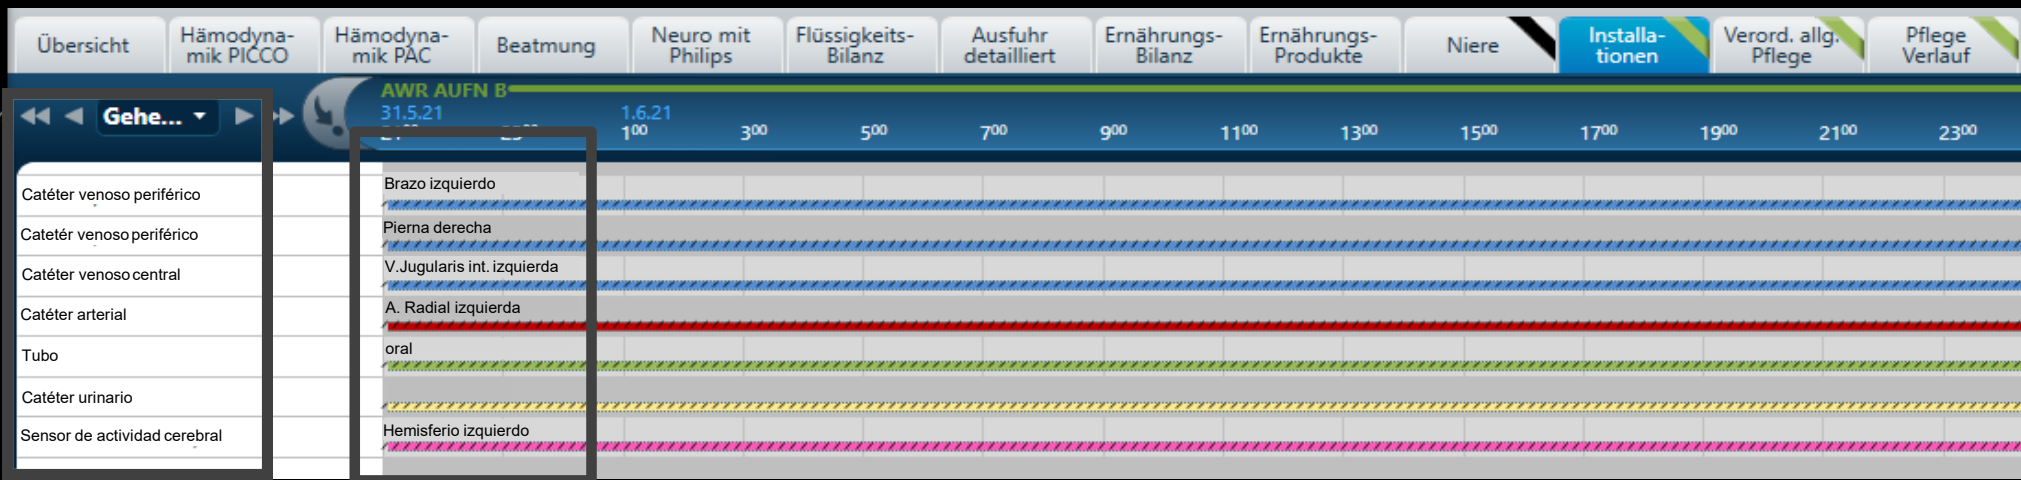 Übersicht
Hämodyna-
mik PICCO
Hämodyna-
mik PAC
Beatmung
Neuro mit
Philips
Flüssigkeits-
Bilanz
Ausfuhr
detailliert
Ernährungs-
Bilanz
Ernährungs-
Produkte
Niere
Installa-
tionen
Verord. allg.
Pflege
Pflege
Verlauf
AWR AUFN B
Gehe...
31.5.21 1.6.21
100 300 500 700 900 1100 1300 1500 1700 1900 2100 2300
Catéter venoso periférico Brazo izquierdo
Catetér venoso periférico Pierna derecha
Catéter venoso central V.Jugularis int. izquierda
Catéter arterial A. Radial izquierda
Tubo oral
Catéter urinario
Sensor de actividad cerebral Hemisferio izquierdo